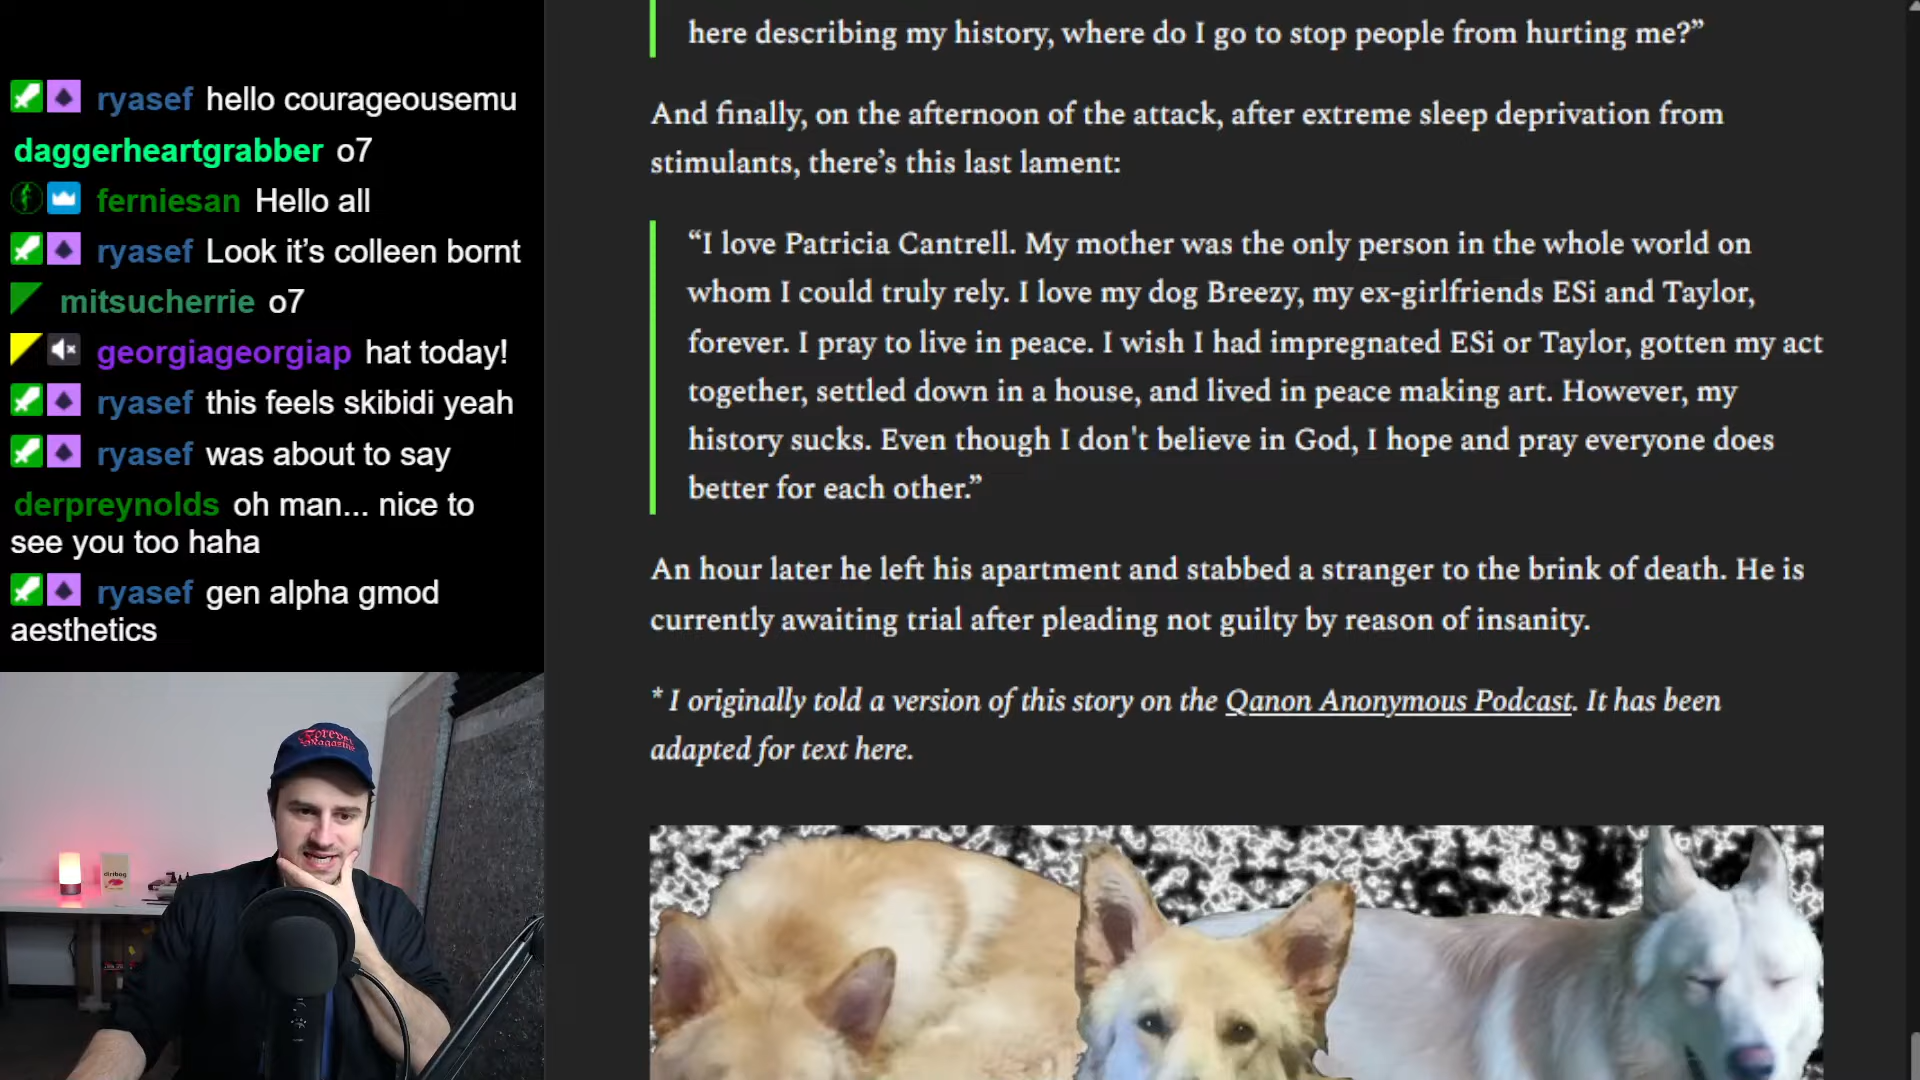 ryasef hello courageousemu
daggerheartgrabber o7
ferniesan Hello all
ryasef Look it’s colleen bornt
mitsucherrie o7
georgiageorgiap hat today!
ryasef this feels skibidi yeah
ryasef was about to say
derpreynolds oh man... nice to
see you too haha
ryasef gen alpha gmod
aesthetics
here describing my history, where do I go to stop people from hurting me?”
And finally, on the afternoon of the attack, after extreme sleep deprivation from
stimulants, there’s this last lament:
“I love Patricia Cantrell. My mother was the only person in the whole world on
whom I could truly rely. I love my dog Breezy, my ex-girlfriends ESi and Taylor,
forever. I pray to live in peace. I wish I had impregnated ESi or Taylor, gotten my act
together, settled down in a house, and lived in peace making art. However, my
history sucks. Even though I don't believe in God, I hope and pray everyone does
better for each other.”
An hour later he left his apartment and stabbed a stranger to the brink of death. He is
currently awaiting trial after pleading not guilty by reason of insanity.
* I originally told a version of this story on the Qanon Anonymous Podcast. It has been
adapted for text here.
Forever
Magazine
dirtbag